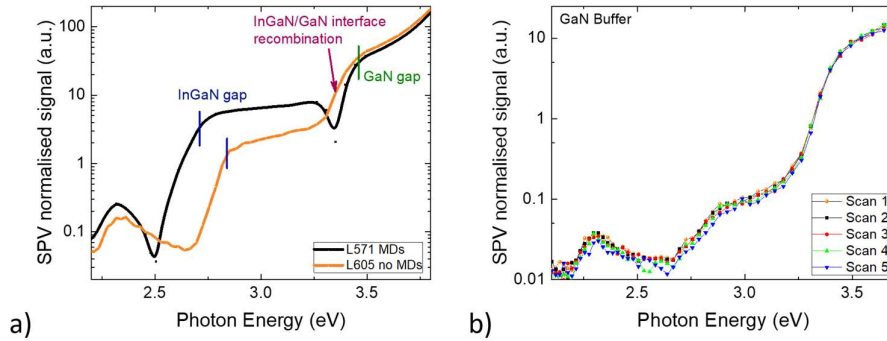 SPV normalised signal (a.u.)
100
10
1
0.1
InGaN/GaN interface
recombination
InGaN gap
GaN gap
L571 MDs
L605 no MDs
2.5
3.0
3.5
Photon Energy (eV)
a)
SPV normalised signal (a.u.)
GaN Buffer
10
1
0.1
0.01
Scan 1
Scan 2
Scan 3
Scan 4
Scan 5
2.5
3.0
3.5
Photon Energy (eV)
b)